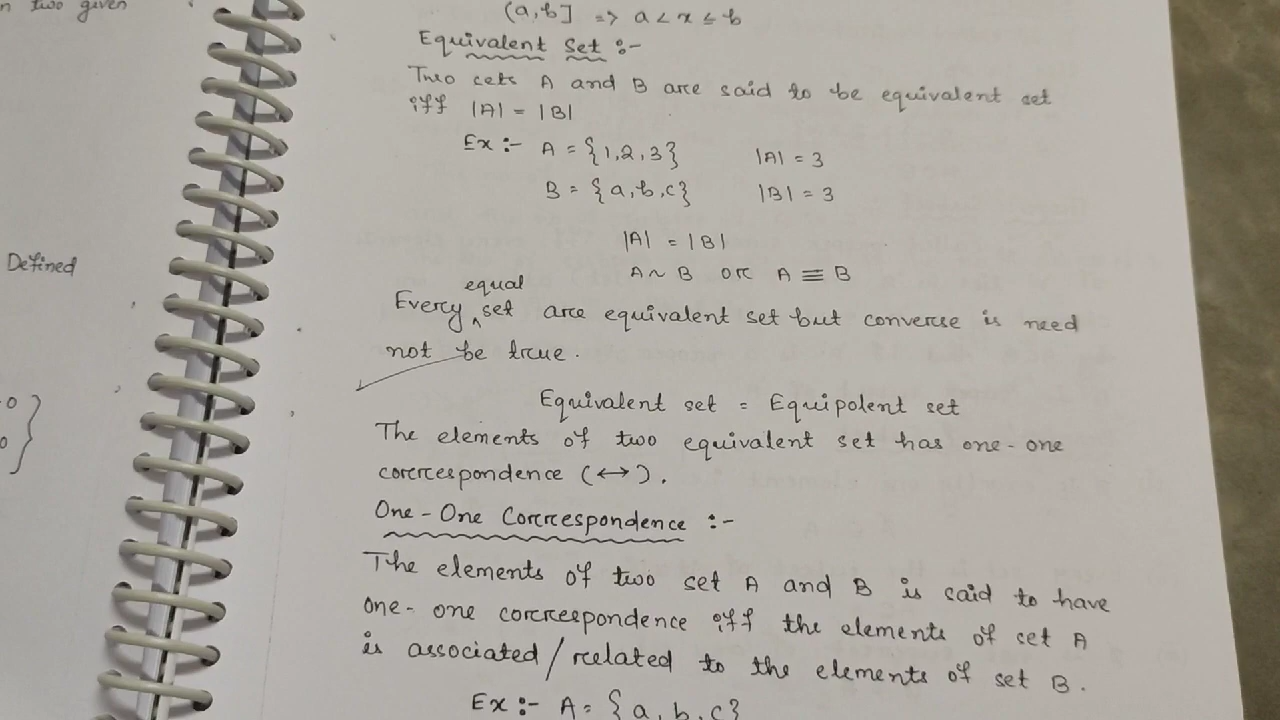 n two given
Defined
0 }
0
(a,b] => a < x ≤ b
Equivalent Set :-
Two sets A and B are said to be equivalent set
iff |A| = |B|
Ex :- A = {1,2,3} |A| = 3
B = {a,b,c} |B| = 3
|A| = |B|
A ~ B or A ≡ B
equal
Every ^ set are equivalent set but converse is need
not be true.
Equivalent set = Equipolent set
The elements of two equivalent set has one-one
correspondence (↔).
One-One Correspondence :-
The elements of two set A and B is said to have
one-one correspondence iff the elements of set A
is associated/related to the elements of set B.
Ex :- A = {a, b, c}